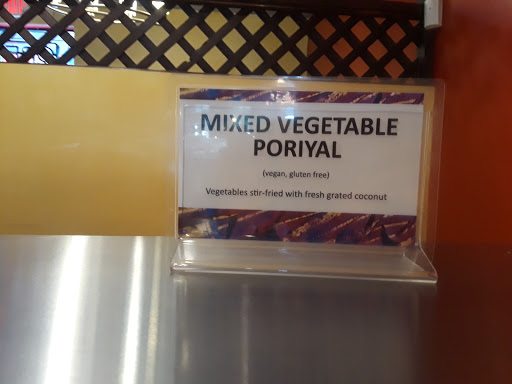 MIXED VEGETABLE
PORIYAL
(vegan, gluten free)
Vegetables stir-fried with fresh grated coconut